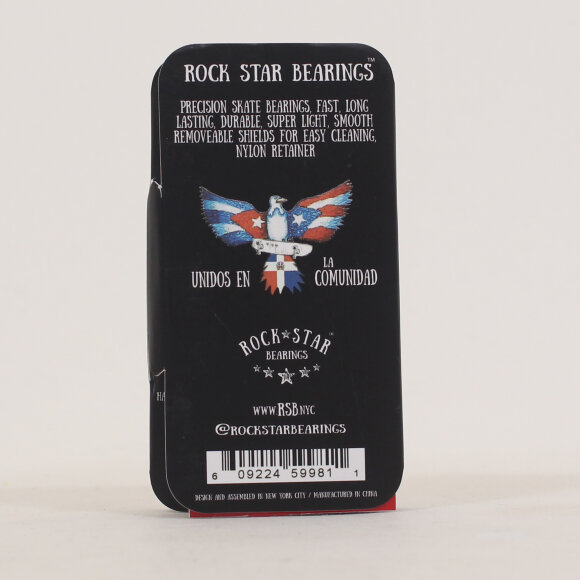 ROCK STAR BEARINGS™
PRECISION SKATE BEARINGS, FAST, LONG
LASTING, DURABLE, SUPER LIGHT, SMOOTH
REMOVEABLE SHIELDS FOR EASY CLEANING,
NYLON RETAINER
UNIDOS EN LA COMUNIDAD
ROCK★STAR™
BEARINGS
WWW.RSB.NYC
@ROCKSTARBEARINGS
6 09224 59981 1
DESIGN AND ASSEMBLED IN NEW YORK CITY / MANUFACTURED IN CHINA